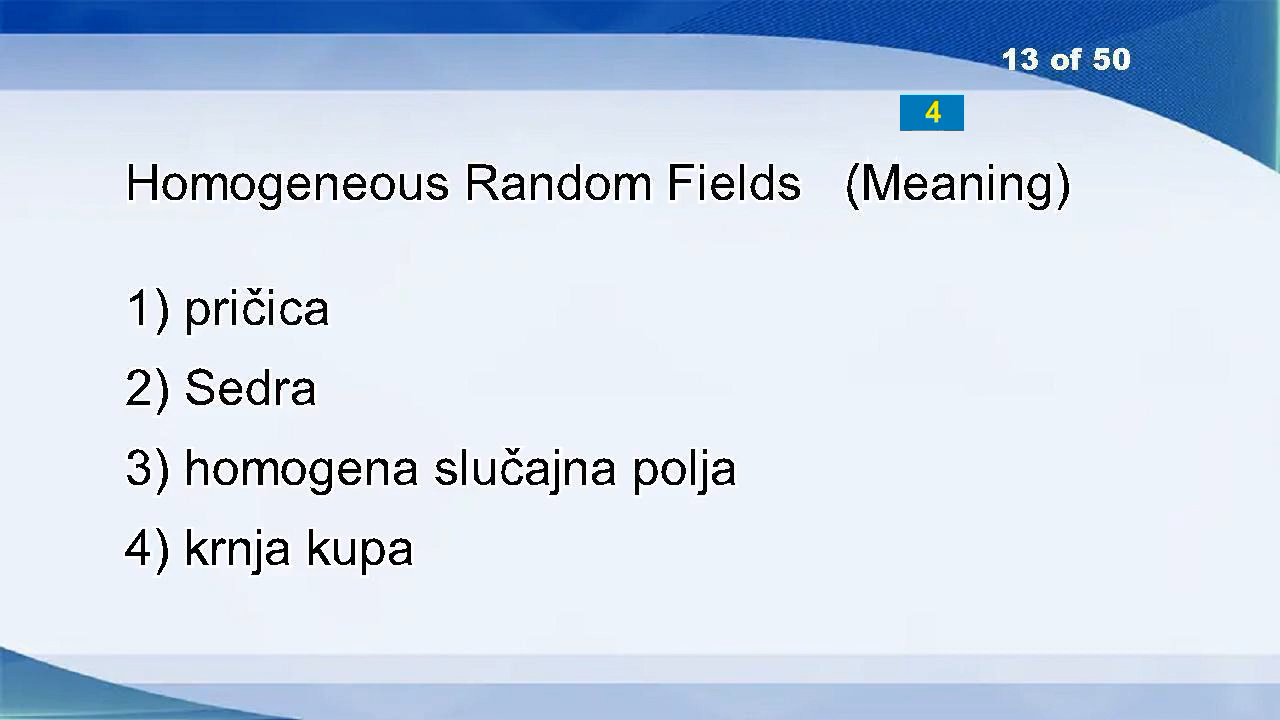 13 of 50
4
Homogeneous Random Fields (Meaning)
1) pričica
2) Sedra
3) homogena slučajna polja
4) krnja kupa